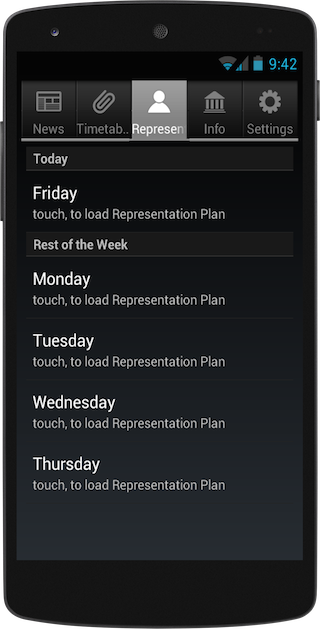 9:42
News Timetab.. Represen Info Settings
Today
Friday
touch, to load Representation Plan
Rest of the Week
Monday
touch, to load Representation Plan
Tuesday
touch, to load Representation Plan
Wednesday
touch, to load Representation Plan
Thursday
touch, to load Representation Plan